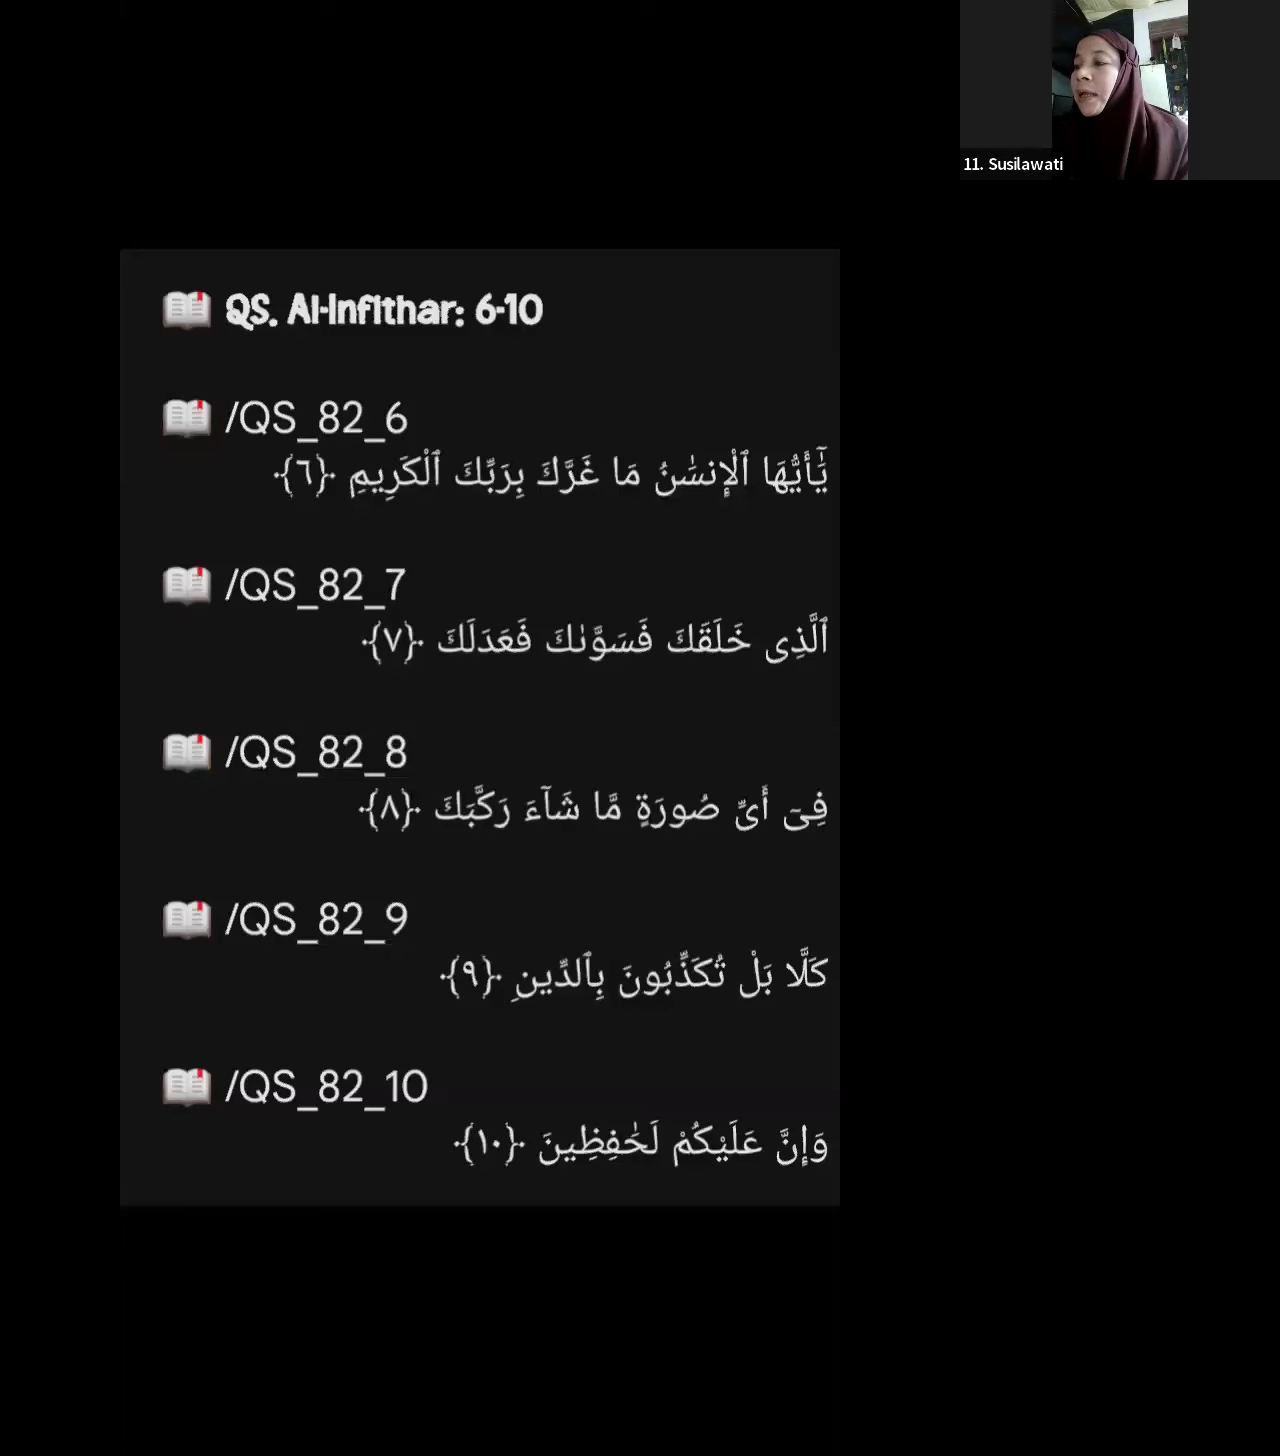 11. Susilawati
QS. Al-Infithar: 6-10
/QS_82_6
يَٰٓأَيُّهَا ٱلْإِنسَٰنُ مَا غَرَّكَ بِرَبِّكَ ٱلْكَرِيمِ ﴿٦﴾
/QS_82_7
ٱلَّذِى خَلَقَكَ فَسَوَّىٰكَ فَعَدَلَكَ ﴿٧﴾
/QS_82_8
فِىٓ أَىِّ صُورَةٍ مَّا شَآءَ رَكَّبَكَ ﴿٨﴾
/QS_82_9
كَلَّا بَلْ تُكَذِّبُونَ بِٱلدِّينِ ﴿٩﴾
/QS_82_10
وَإِنَّ عَلَيْكُمْ لَحَٰفِظِينَ ﴿١٠﴾